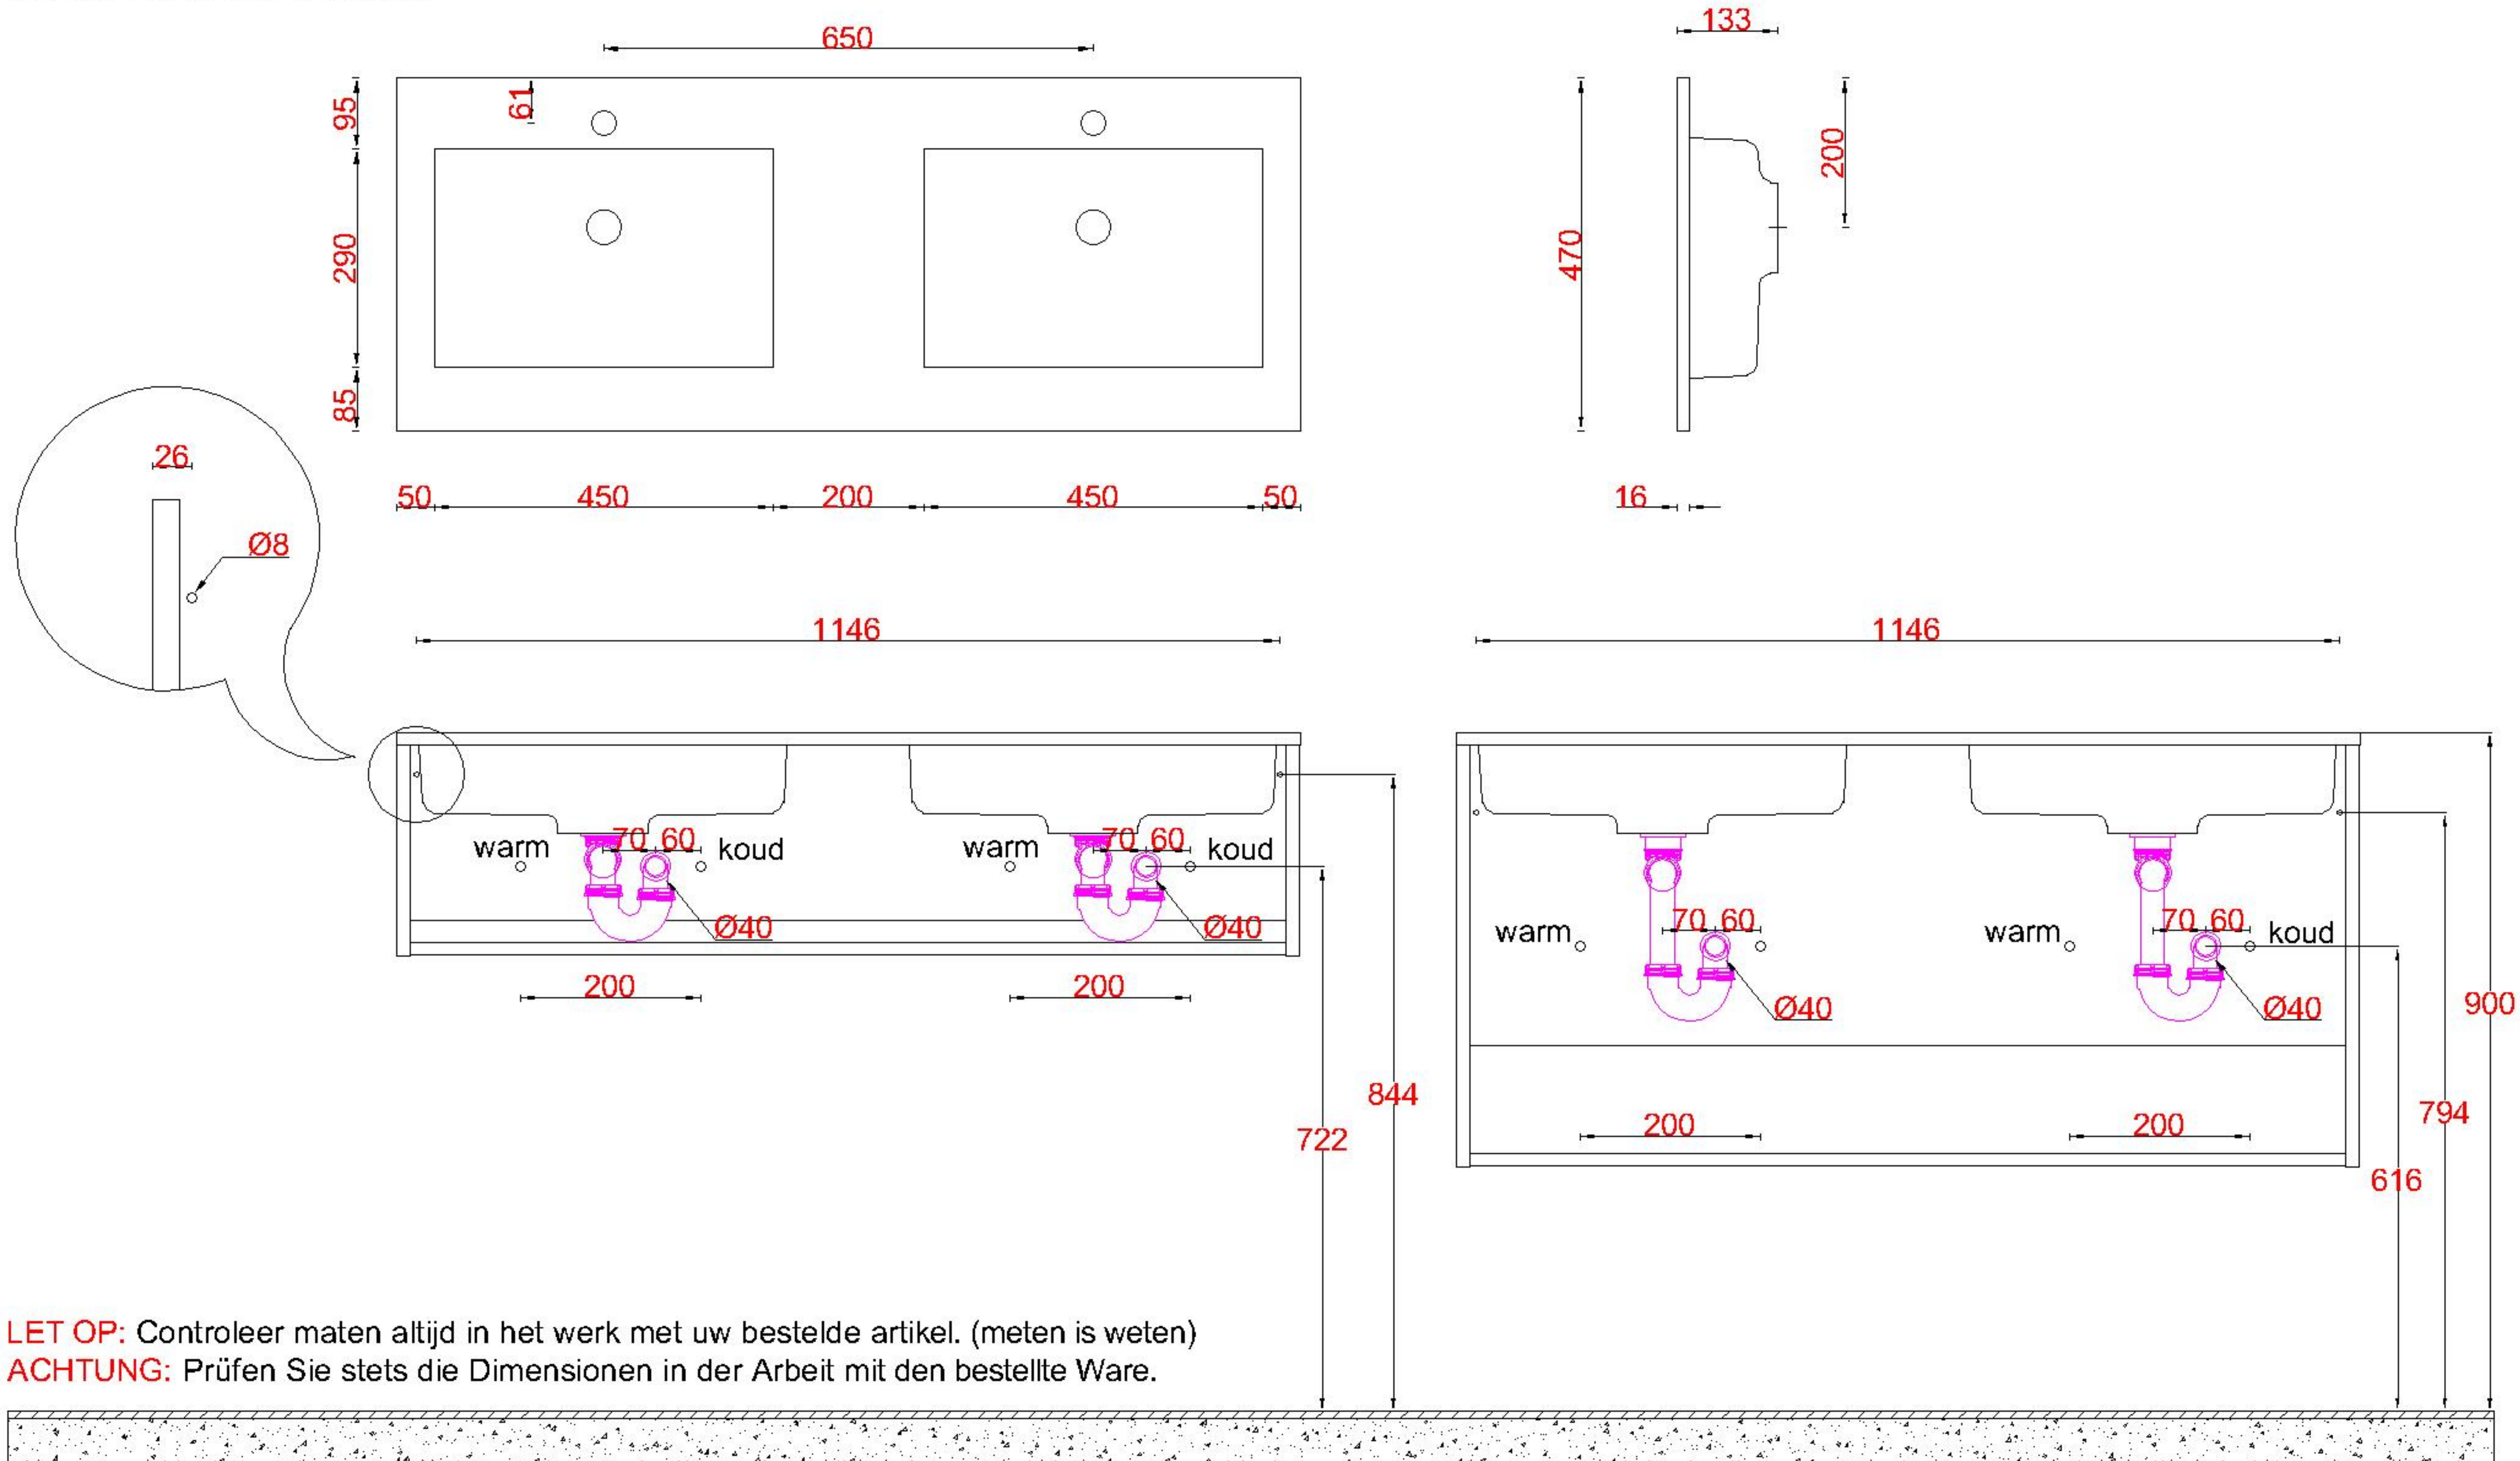 650
133
61
95
290
85
470
200
50 450 200 450 50
16
26
Ø8
1146
1146
warm 70 60 koud
warm 70 60 koud
Ø40
Ø40
200
200
warm 70 60
warm 70 60 koud
Ø40
Ø40
200
200
722
844
616
794
900
LET OP: Controleer maten altijd in het werk met uw bestelde artikel. (meten is weten)
ACHTUNG: Prüfen Sie stets die Dimensionen in der Arbeit mit den bestellte Ware.